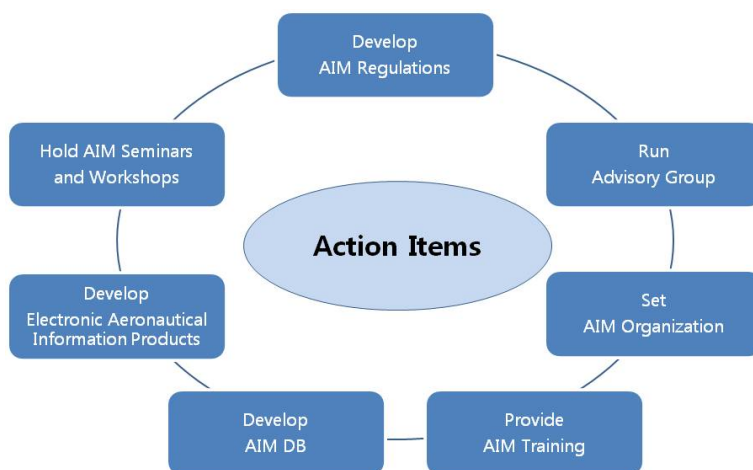 Develop
AIM Regulations
Run
Advisory Group
Set
AIM Organization
Provide
AIM Training
Develop
AIM DB
Develop
Electronic Aeronautical
Information Products
Hold AIM Seminars
and Workshops
Action Items